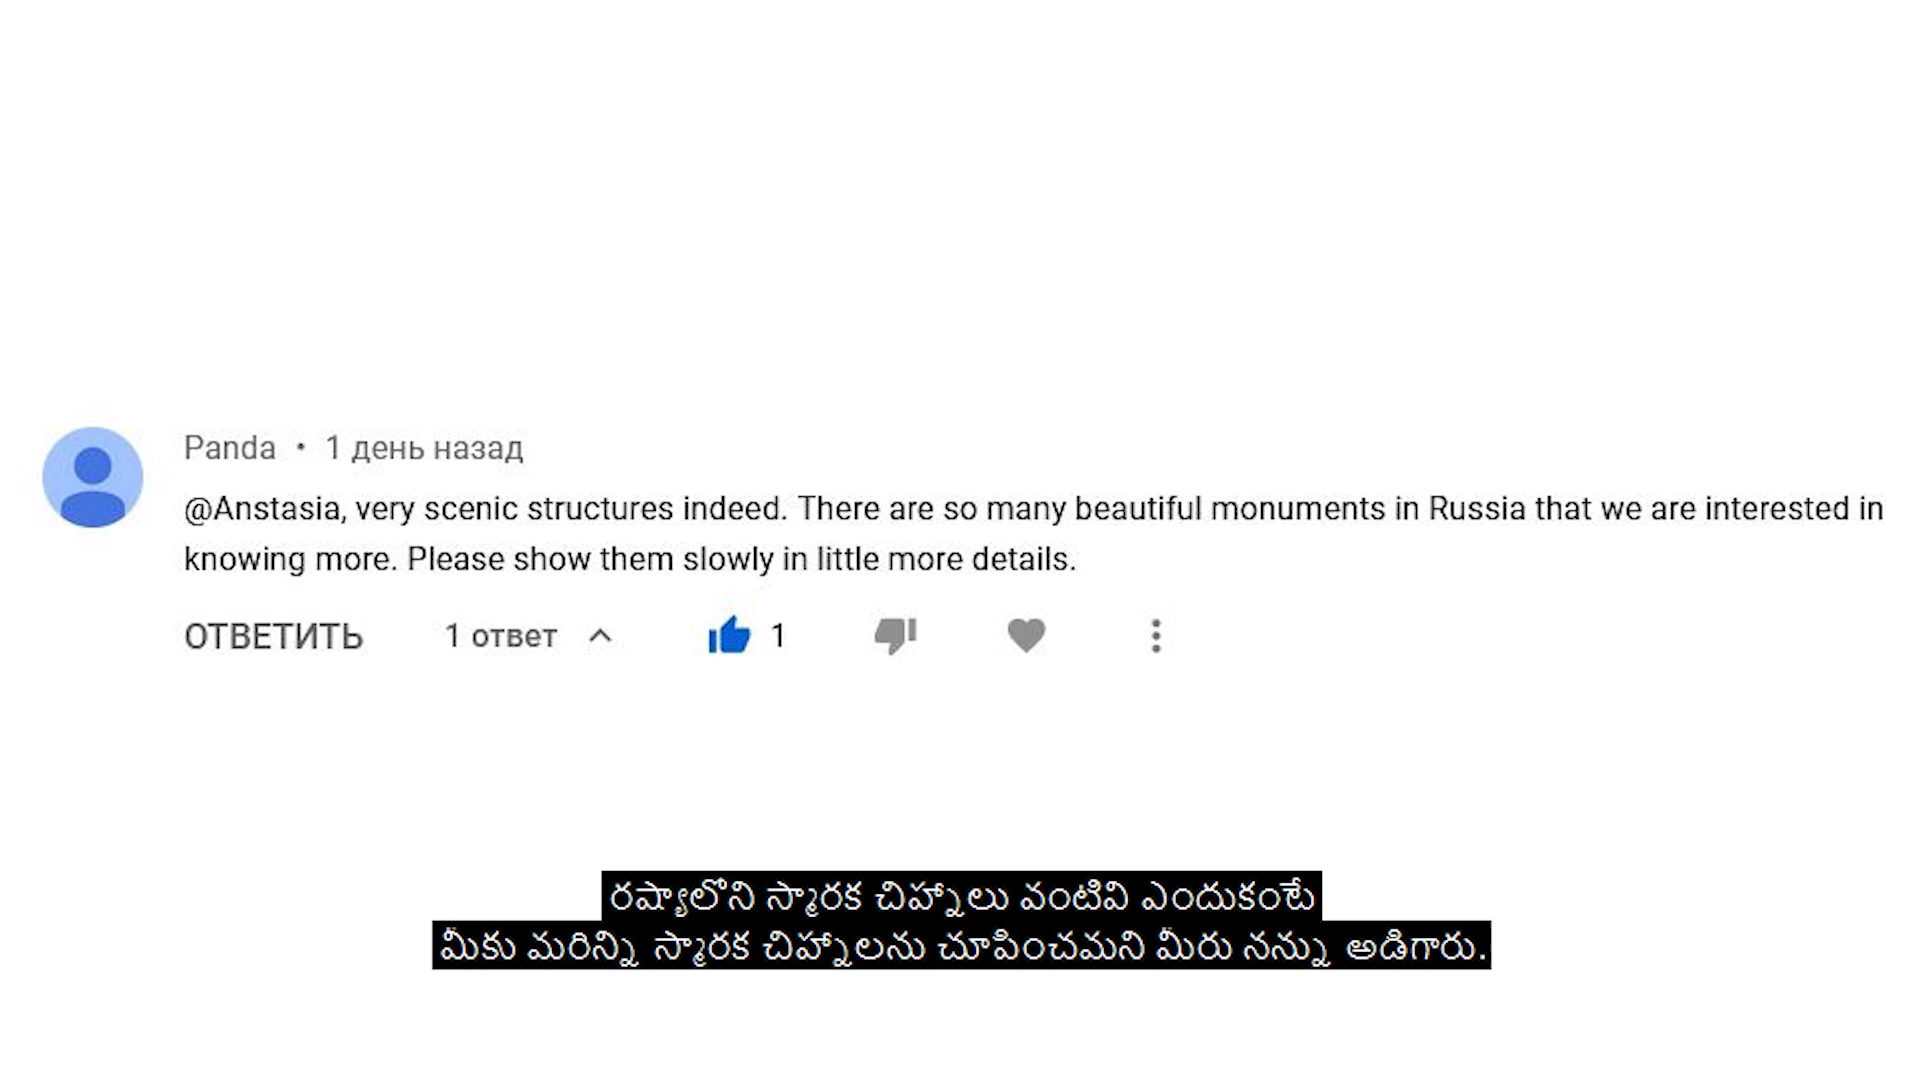 Panda • 1 день назад
@Anstasia, very scenic structures indeed. There are so many beautiful monuments in Russia that we are interested in
knowing more. Please show them slowly in little more details.
ОТВЕТИТЬ 1 ответ 1
రష్యాలోని స్మారక చిహ్నాలు వంటివి ఎందుకంటే
మీకు మరిన్ని స్మారక చిహ్నాలను చూపించమని మీరు నన్ను అడిగారు.